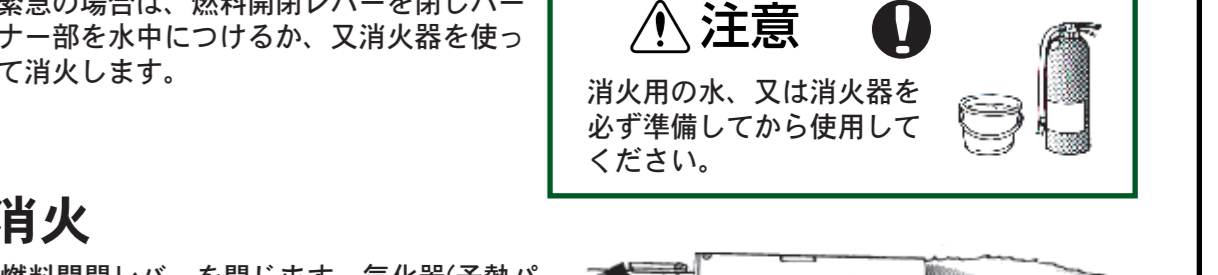 緊急の場合は、燃料開閉レバーを閉じバー
ナー部を水中につけるか、又消火器を使っ
て消火します。
注意
消火用の水、又は消火器を
必ず準備してから使用して
ください。
消火
燃料開閉レバーを閉じます。気化器(予熱パ